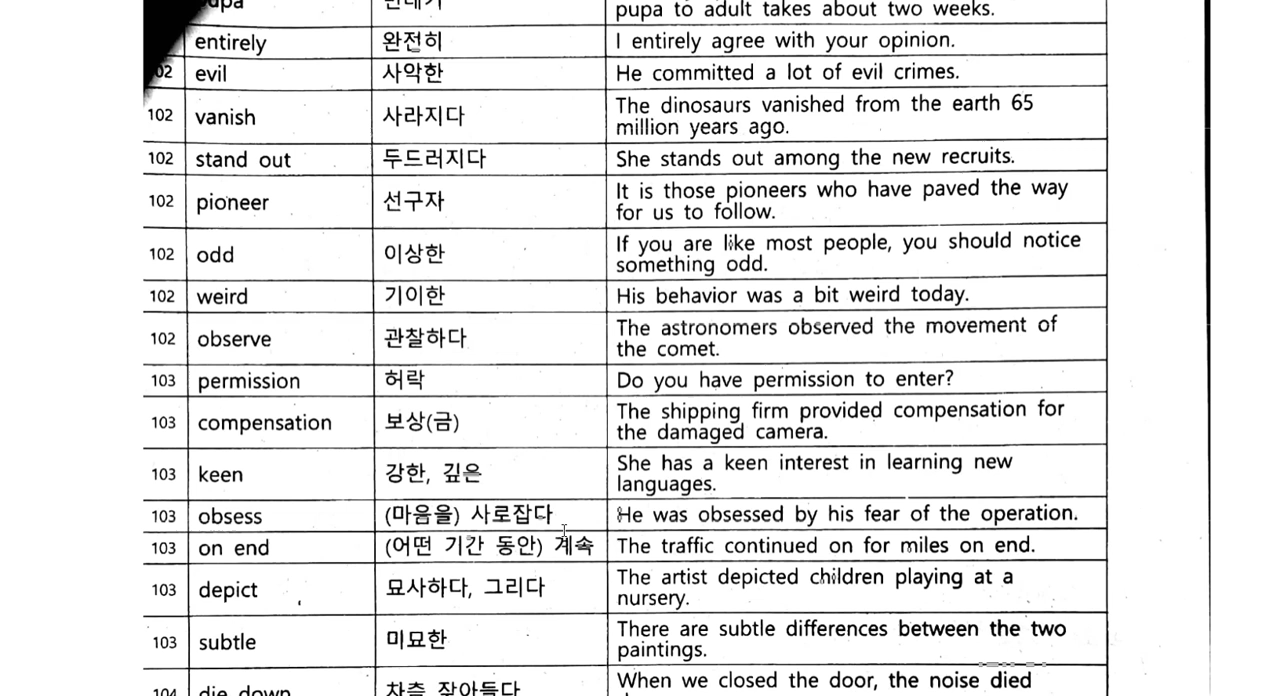 pupa to adult takes about two weeks.
entirely 완전히 I entirely agree with your opinion.
02 evil 사악한 He committed a lot of evil crimes.
102 vanish 사라지다 The dinosaurs vanished from the earth 65
million years ago.
102 stand out 두드러지다 She stands out among the new recruits.
102 pioneer 선구자 It is those pioneers who have paved the way
for us to follow.
102 odd 이상한 If you are like most people, you should notice
something odd.
102 weird 기이한 His behavior was a bit weird today.
102 observe 관찰하다 The astronomers observed the movement of
the comet.
103 permission 허락 Do you have permission to enter?
103 compensation 보상(금) The shipping firm provided compensation for
the damaged camera.
103 keen 강한, 깊은 She has a keen interest in learning new
languages.
103 obsess (마음을) 사로잡다 He was obsessed by his fear of the operation.
103 on end (어떤 기간 동안) 계속 The traffic continued on for miles on end.
103 depict 묘사하다, 그리다 The artist depicted children playing at a
nursery.
103 subtle 미묘한 There are subtle differences between the two
paintings.
104 die down 차츰 잦아들다 When we closed the door, the noise died